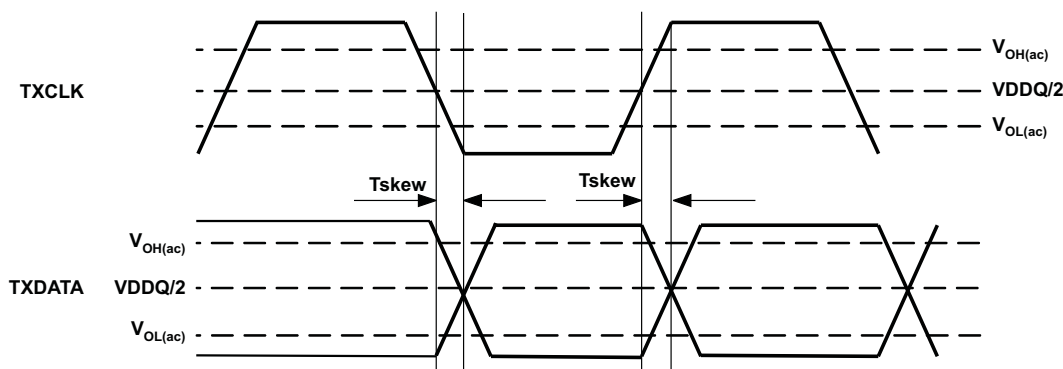 V_OH(ac)
TXCLK
VDDQ/2
V_OL(ac)
Tskew Tskew
V_OH(ac)
TXDATA VDDQ/2
V_OL(ac)